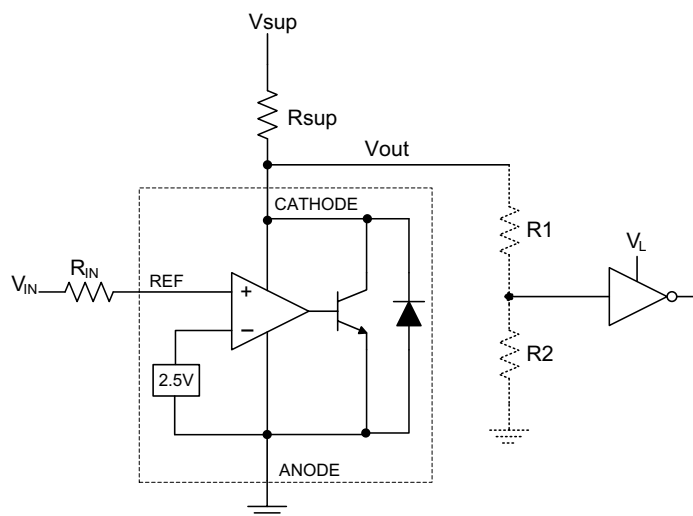 Vsup
Rsup
Vout
CATHODE
R1
RIN
VL
VIN
REF
+
–
R2
2.5V
ANODE